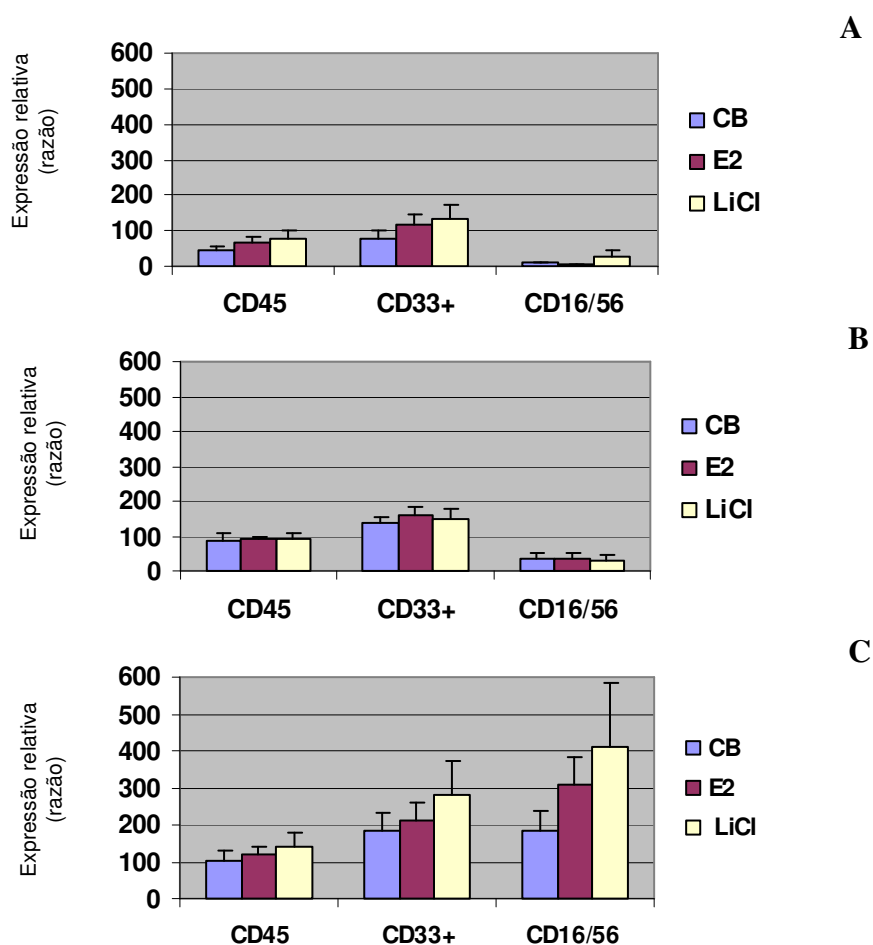 A
Expressão relativa
(razão)
600
500
400
300
200
100
0
CD45 CD33+ CD16/56
CB
E2
LiCl
B
Expressão relativa
(razão)
600
500
400
300
200
100
0
CD45 CD33+ CD16/56
CB
E2
LiCl
C
Expressão relativa
(razão)
600
500
400
300
200
100
0
CD45 CD33+ CD16/56
CB
E2
LiCl